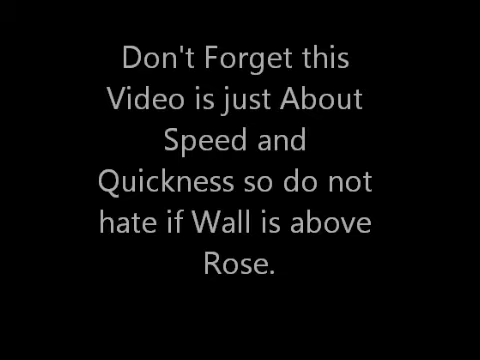 Don't Forget this
Video is just About
Speed and
Quickness so do not
hate if Wall is above
Rose.